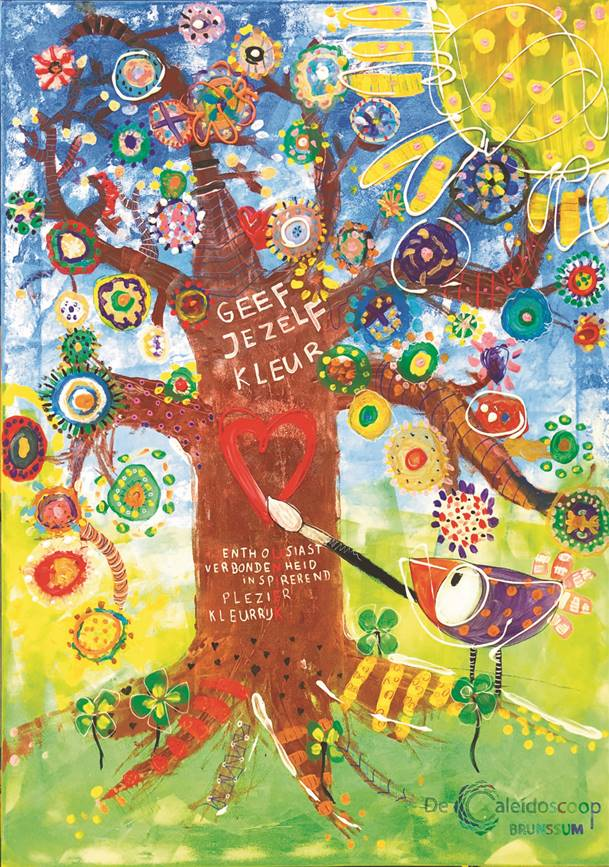 GEEF
JEZELF
KLEUR
ENTHOUSIAST
VERBONDENHEID
INSPIREREND
PLEZIER
KLEURRIJK
De Caleidoscoop
BRUNSSUM